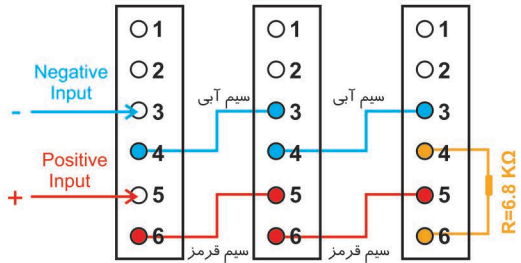 1 1 1
2 2 2
Negative
Input
- 3 3 3
سیم آبی سیم آبی
4 4 4
Positive
Input
+ 5 5 5
6 6 6
سیم قرمز سیم قرمز
R=6.8 KΩ